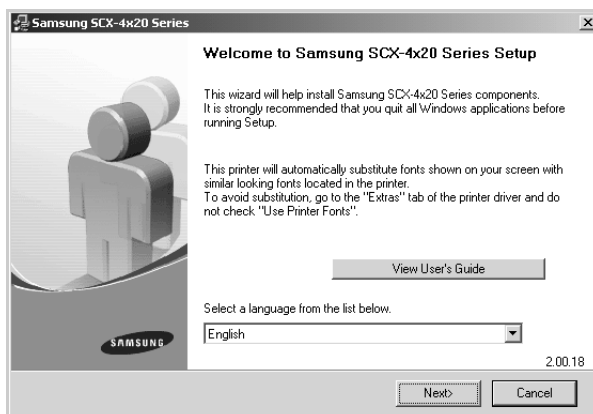 Samsung SCX-4x20 Series
Welcome to Samsung SCX-4x20 Series Setup
This wizard will help install Samsung SCX-4x20 Series components.
It is strongly recommended that you quit all Windows applications before
running Setup.
This printer will automatically substitute fonts shown on your screen with
similar looking fonts located in the printer.
To avoid substitution, go to the "Extras" tab of the printer driver and do
not check "Use Printer Fonts".
View User's Guide
Select a language from the list below.
English
SAMSUNG
2.00.18
Next>
Cancel